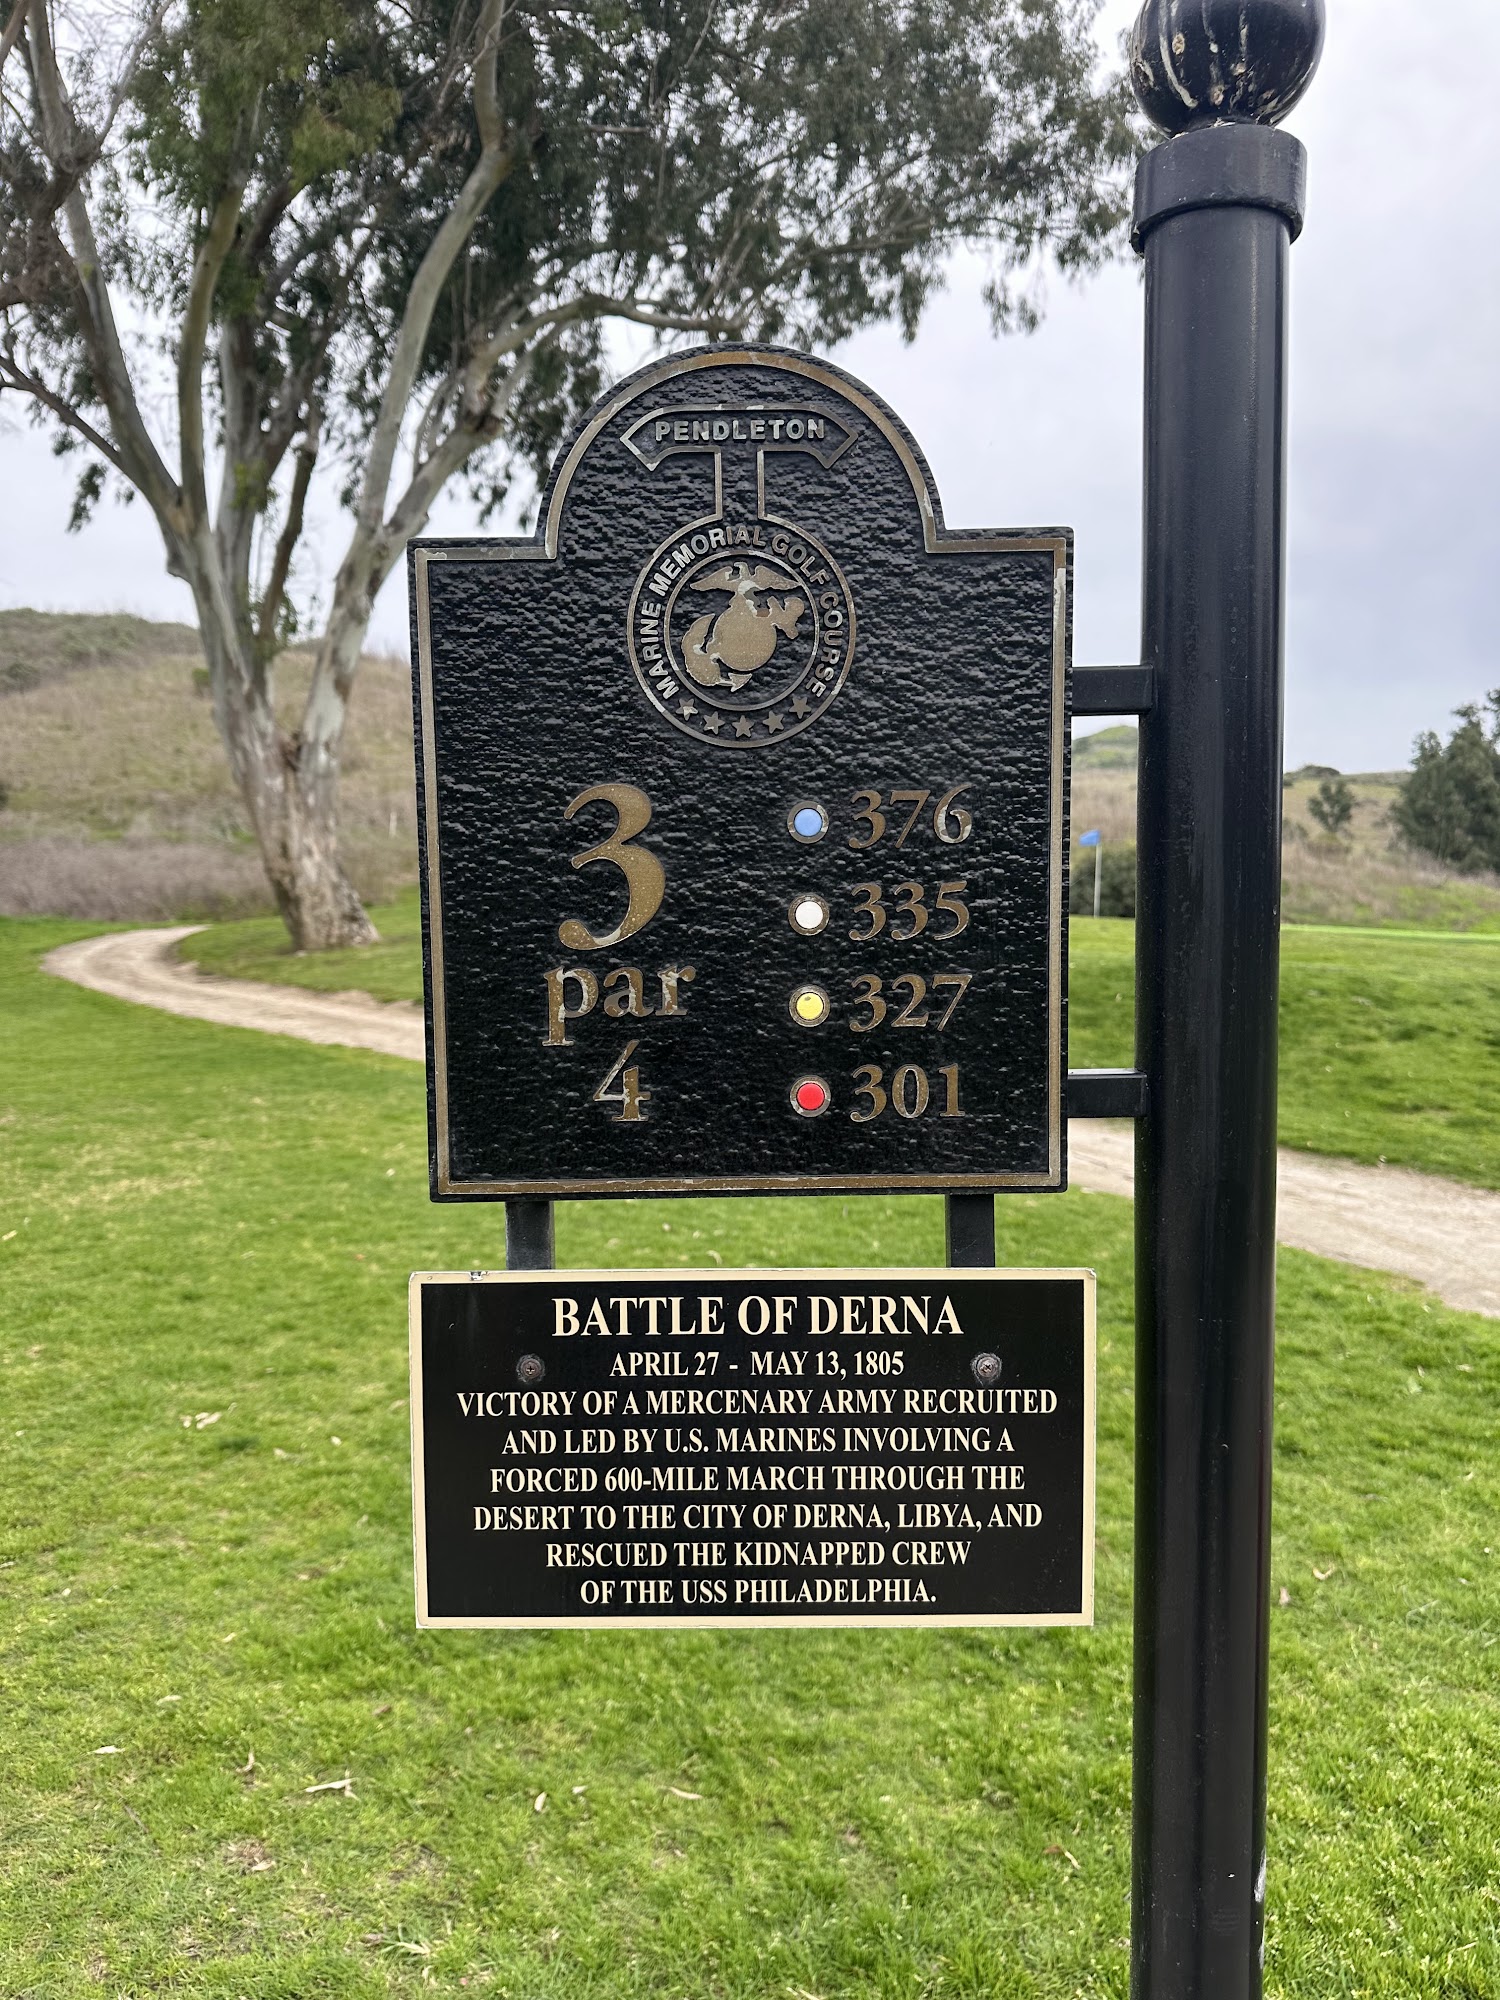 PENDLETON
MARINE MEMORIAL GOLF COURSE
3
par
4
376
335
327
301
BATTLE OF DERNA
APRIL 27 - MAY 13, 1805
VICTORY OF A MERCENARY ARMY RECRUITED
AND LED BY U.S. MARINES INVOLVING A
FORCED 600-MILE MARCH THROUGH THE
DESERT TO THE CITY OF DERNA, LIBYA, AND
RESCUED THE KIDNAPPED CREW
OF THE USS PHILADELPHIA.